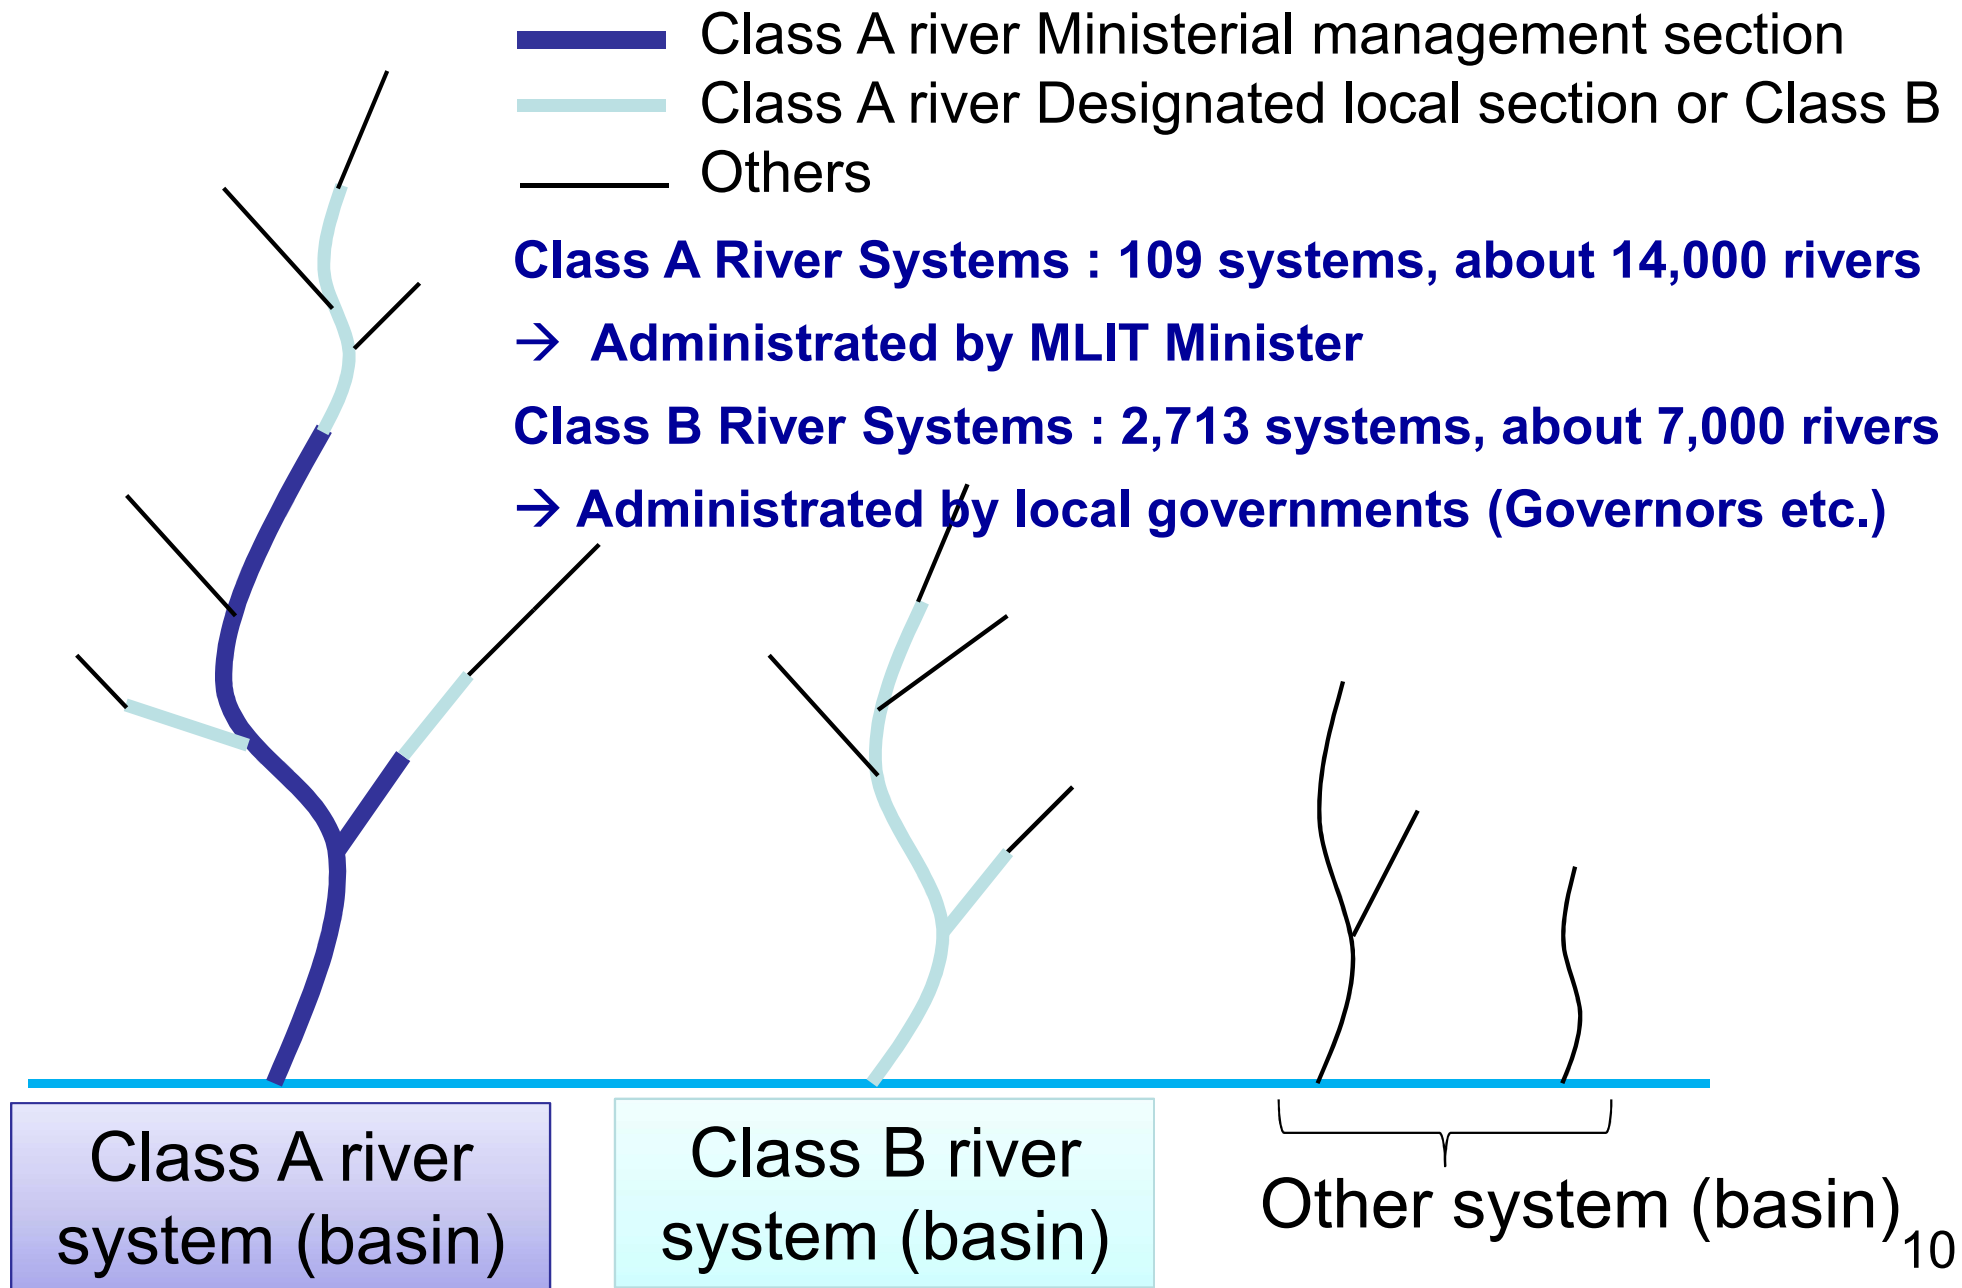 Class A river Ministerial management section
Class A river Designated local section or Class B
Others
Class A River Systems : 109 systems, about 14,000 rivers
→ Administrated by MLIT Minister
Class B River Systems : 2,713 systems, about 7,000 rivers
→ Administrated by local governments (Governors etc.)
Class A river
system (basin)
Class B river
system (basin)
Other system (basin)
10